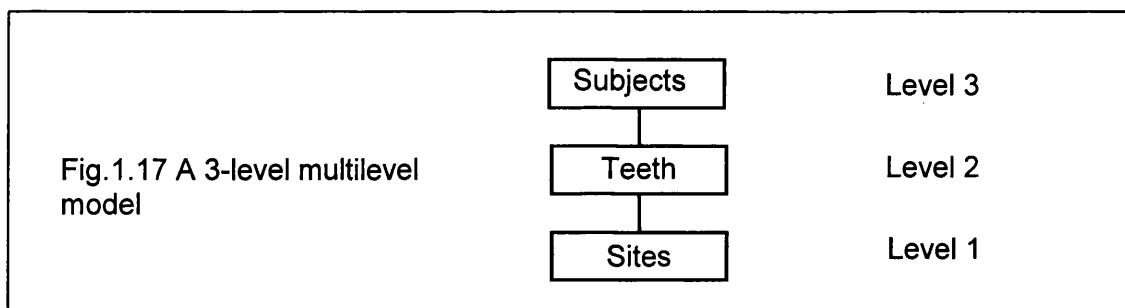 Subjects Level 3
Fig.1.17 A 3-level multilevel
model
Teeth Level 2
Sites Level 1